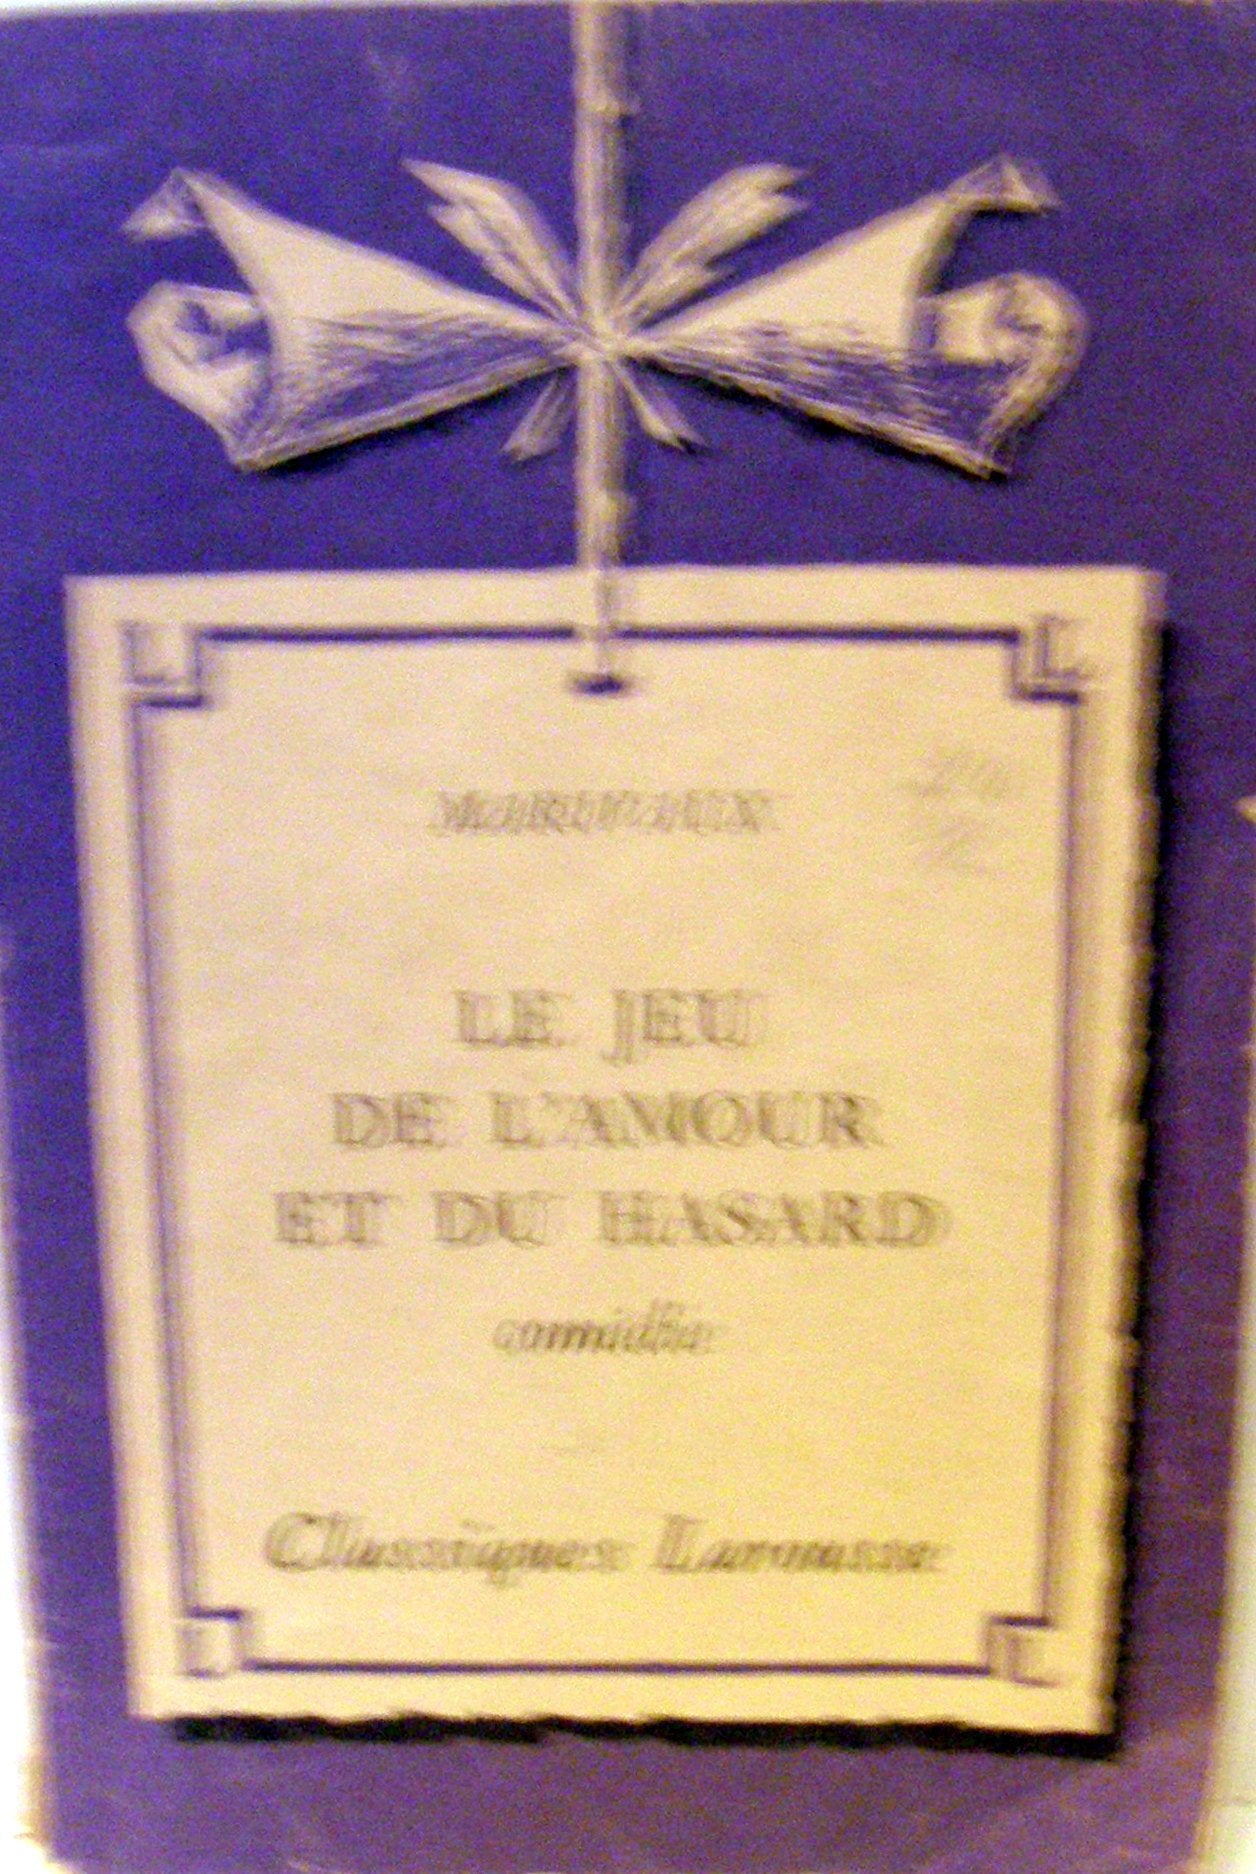 L L
MARIVAUX
LE JEU
DE L'AMOUR
ET DU HASARD
comédie
Classiques Larousse
L L